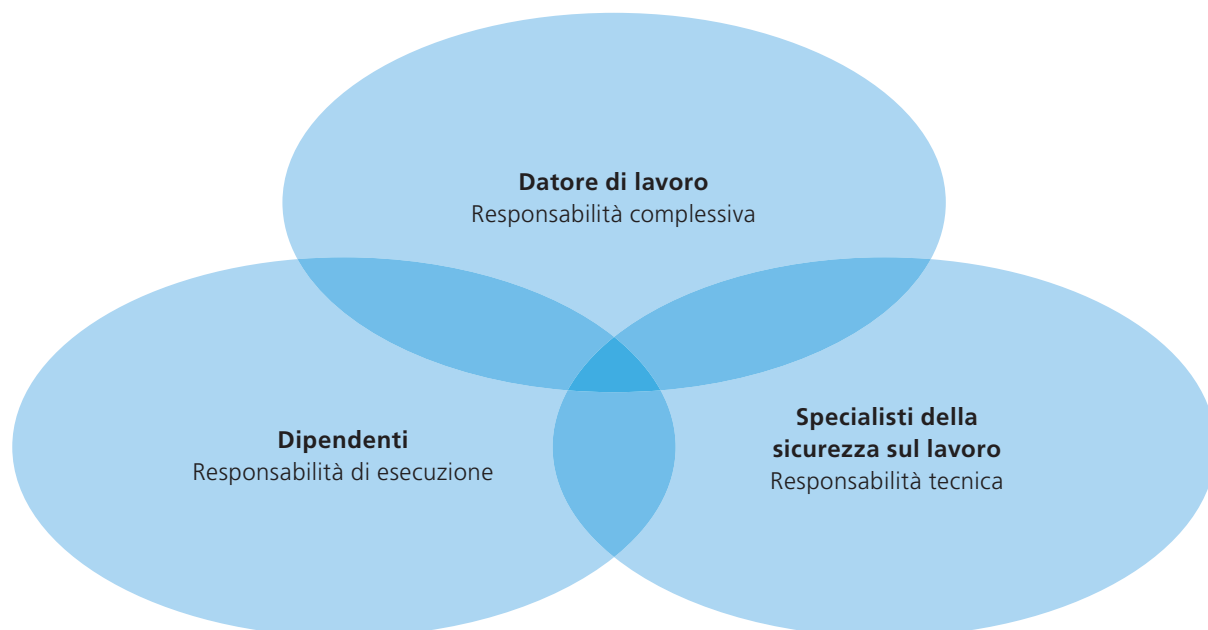 Datore di lavoro
Responsabilità complessiva
Dipendenti
Responsabilità di esecuzione
Specialisti della
sicurezza sul lavoro
Responsabilità tecnica